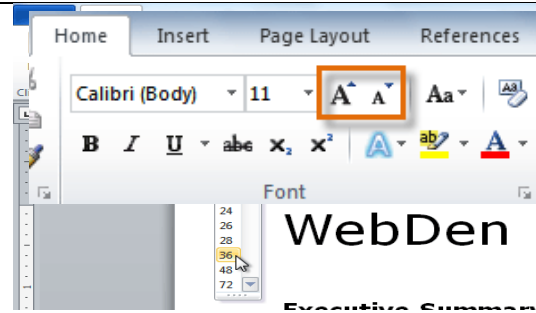 Home Insert Page Layout References
Calibri (Body) 11 A A Aa
B I U abc x₂ x² A ab A
Font
24
26
28
36
48
72
WebDen
Executive Summary